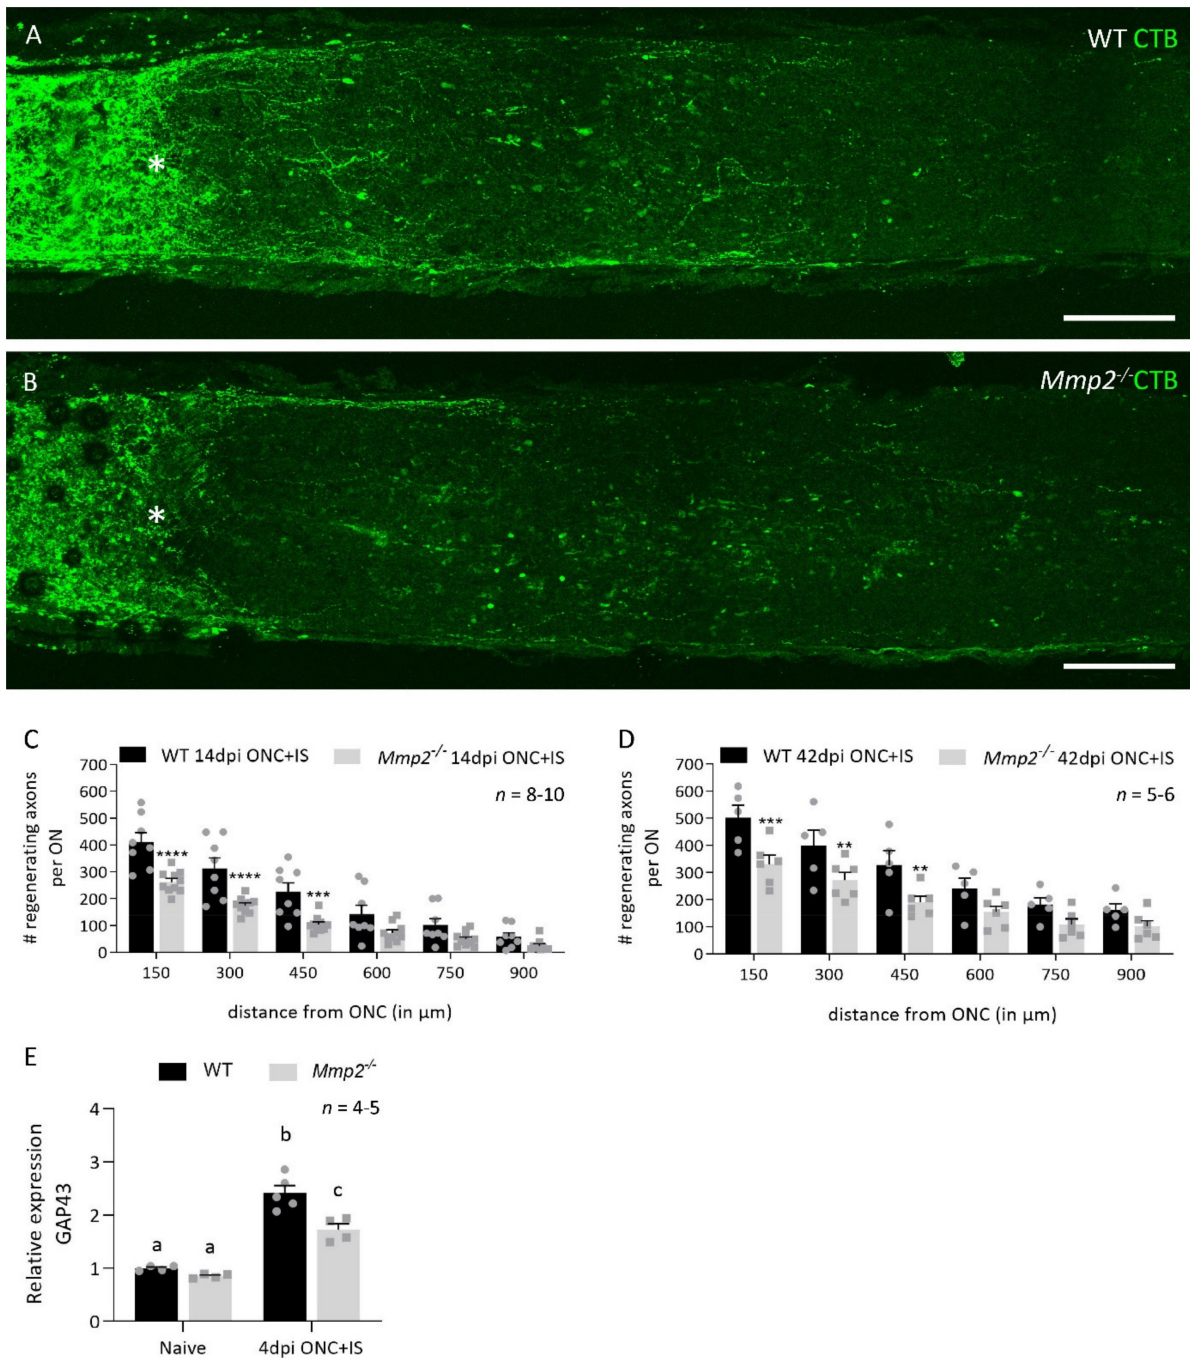 A
WT CTB
*
B
Mmp2-/-CTB
*
C
WT 14dpi ONC+IS
Mmp2-/- 14dpi ONC+IS
n = 8-10
# regenerating axons
per ON
700
600
500
400
300
200
100
0
****
****
***
150 300 450 600 750 900
distance from ONC (in µm)
D
WT 42dpi ONC+IS
Mmp2-/- 42dpi ONC+IS
n = 5-6
# regenerating axons
per ON
700
600
500
400
300
200
100
0
***
**
**
150 300 450 600 750 900
distance from ONC (in µm)
E
WT
Mmp2-/-
n = 4-5
Relative expression
GAP43
4
3
2
1
0
a a b c
Naive 4dpi ONC+IS